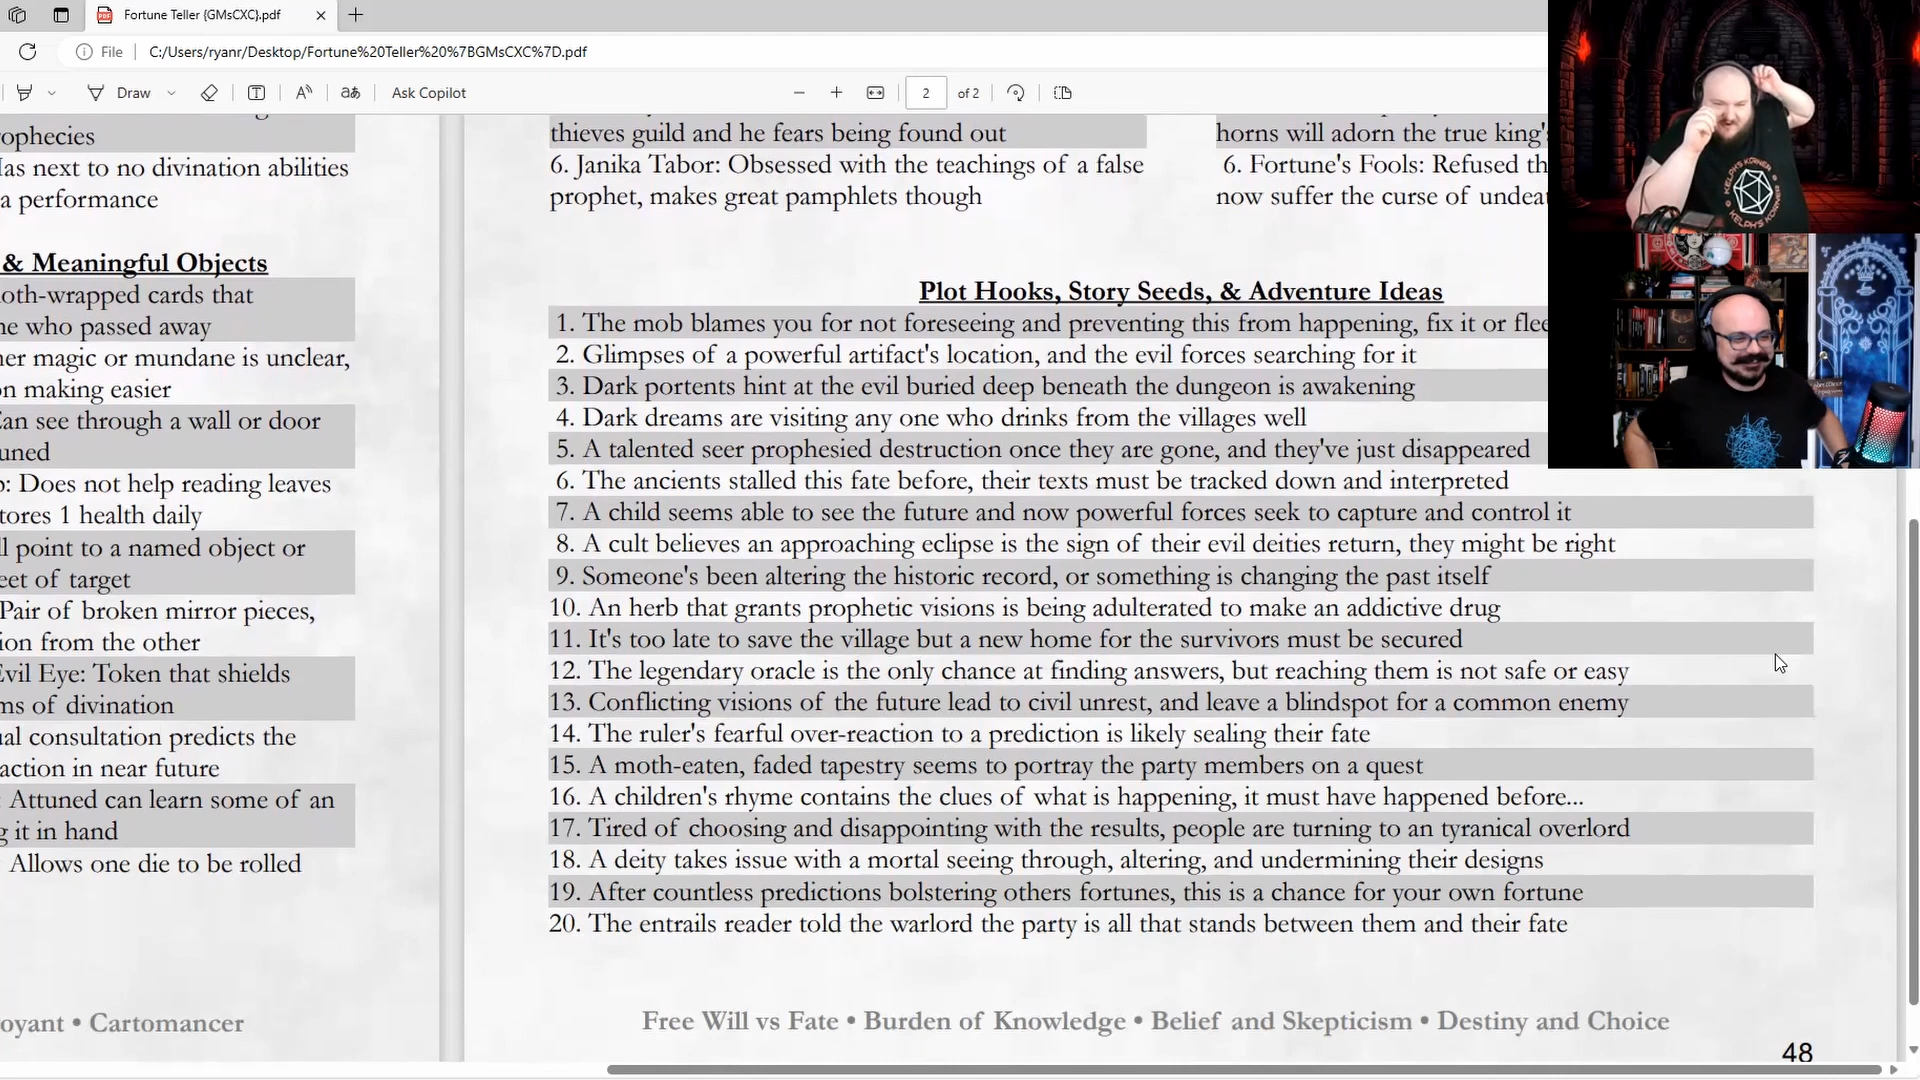 Fortune Teller {GMsCXC}.pdf
File
C:/Users/ryanr/Desktop/Fortune%20Teller%20%7BGMsCXC%7D.pdf
Draw
Ask Copilot
2
of 2
rophecies
Has next to no divination abilities
a performance
& Meaningful Objects
oth-wrapped cards that
ne who passed away
her magic or mundane is unclear,
on making easier
Can see through a wall or door
uned
p: Does not help reading leaves
tores 1 health daily
ll point to a named object or
eet of target
Pair of broken mirror pieces,
ion from the other
Evil Eye: Token that shields
ms of divination
ual consultation predicts the
action in near future
: Attuned can learn some of an
g it in hand
Allows one die to be rolled
oyant • Cartomancer
thieves guild and he fears being found out
6. Janika Tabor: Obsessed with the teachings of a false
prophet, makes great pamphlets though
horns will adorn the true king's
6. Fortune's Fools: Refused th
now suffer the curse of undea
Plot Hooks, Story Seeds, & Adventure Ideas
1. The mob blames you for not foreseeing and preventing this from happening, fix it or flee
2. Glimpses of a powerful artifact's location, and the evil forces searching for it
3. Dark portents hint at the evil buried deep beneath the dungeon is awakening
4. Dark dreams are visiting any one who drinks from the villages well
5. A talented seer prophesied destruction once they are gone, and they've just disappeared
6. The ancients stalled this fate before, their texts must be tracked down and interpreted
7. A child seems able to see the future and now powerful forces seek to capture and control it
8. A cult believes an approaching eclipse is the sign of their evil deities return, they might be right
9. Someone's been altering the historic record, or something is changing the past itself
10. An herb that grants prophetic visions is being adulterated to make an addictive drug
11. It's too late to save the village but a new home for the survivors must be secured
12. The legendary oracle is the only chance at finding answers, but reaching them is not safe or easy
13. Conflicting visions of the future lead to civil unrest, and leave a blindspot for a common enemy
14. The ruler's fearful over-reaction to a prediction is likely sealing their fate
15. A moth-eaten, faded tapestry seems to portray the party members on a quest
16. A children's rhyme contains the clues of what is happening, it must have happened before...
17. Tired of choosing and disappointing with the results, people are turning to an tyranical overlord
18. A deity takes issue with a mortal seeing through, altering, and undermining their designs
19. After countless predictions bolstering others fortunes, this is a chance for your own fortune
20. The entrails reader told the warlord the party is all that stands between them and their fate
Free Will vs Fate • Burden of Knowledge • Belief and Skepticism • Destiny and Choice
48
KELPH'S KORNER